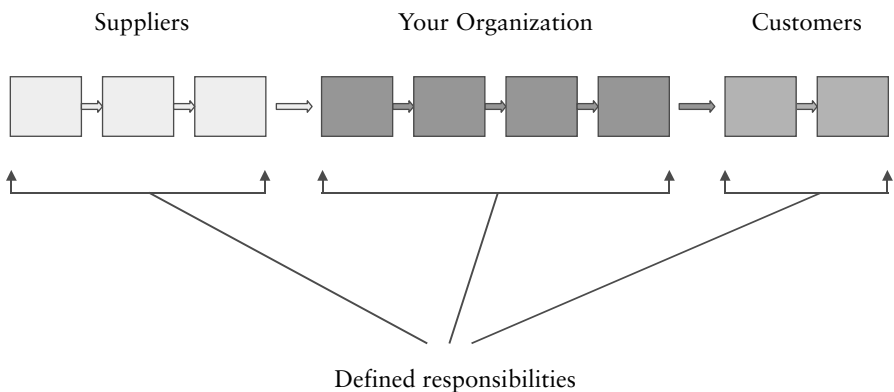 Suppliers
Your Organization
Customers
Defined responsibilities